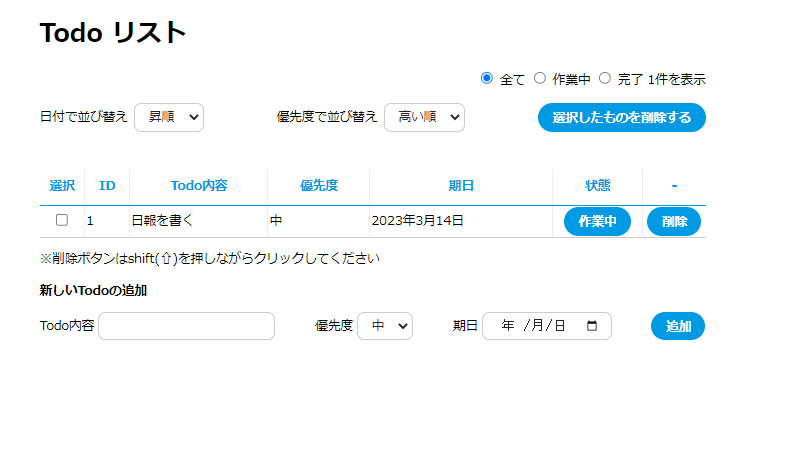 Todo リスト
全て 作業中 完了 1件を表示
日付で並び替え 昇順 優先度で並び替え 高い順 選択したものを削除する
選択 ID Todo内容 優先度 期日 状態 -
1 日報を書く 中 2023年3月14日 作業中 削除
※削除ボタンはshift(⇧)を押しながらクリックしてください
新しいTodoの追加
Todo内容 優先度 中 期日 年 /月/日 追加